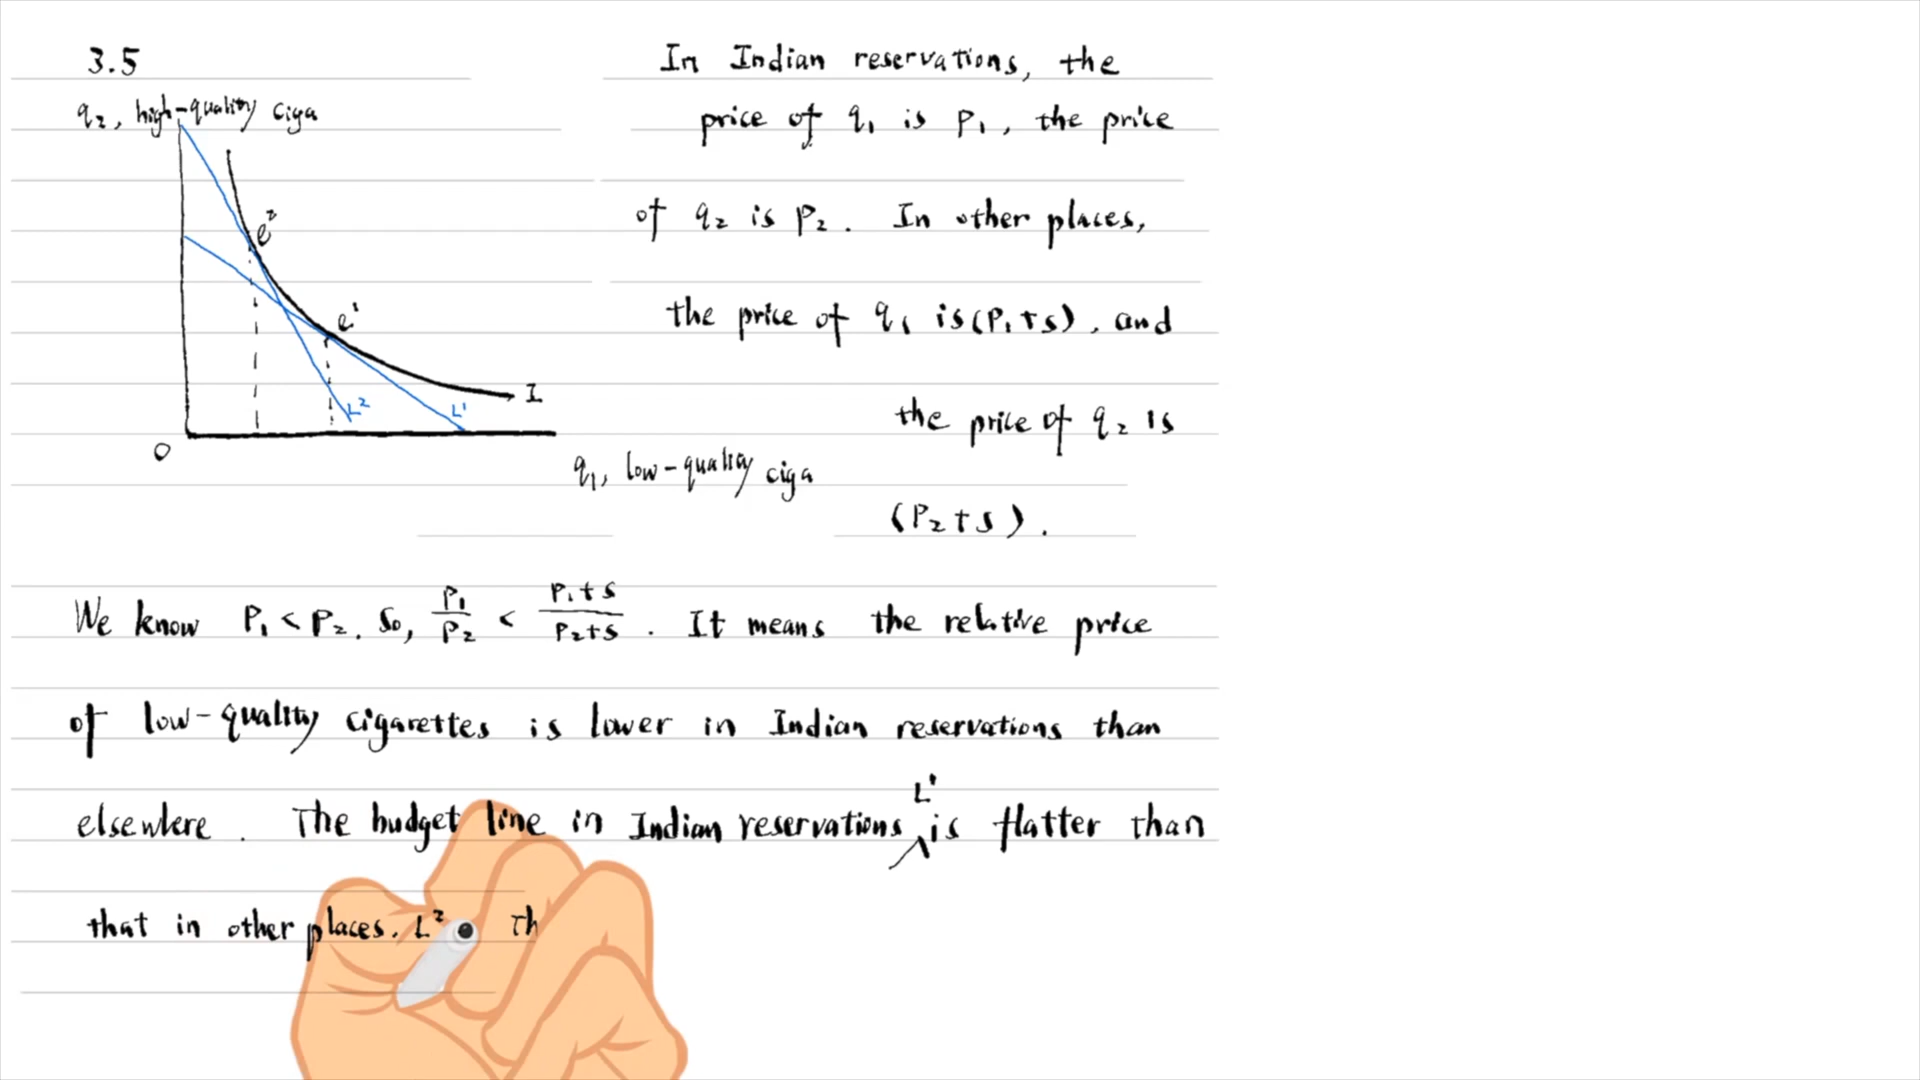 3.5
q₂, high-quality ciga
e²
e¹
I
L²
L¹
O
q₁, low-quality ciga
In Indian reservations, the
price of q₁ is P₁, the price
of q₂ is P₂. In other places,
the price of q₁ is (P₁+s), and
the price of q₂ is
(P₂+s).
We know P₁ < P₂. So, P₁/P₂ < P₁+s/P₂+s. It means the relative price
of low-quality cigarettes is lower in Indian reservations than
elsewhere. The budget line in Indian reservations L¹ is flatter than
that in other places. L² Th